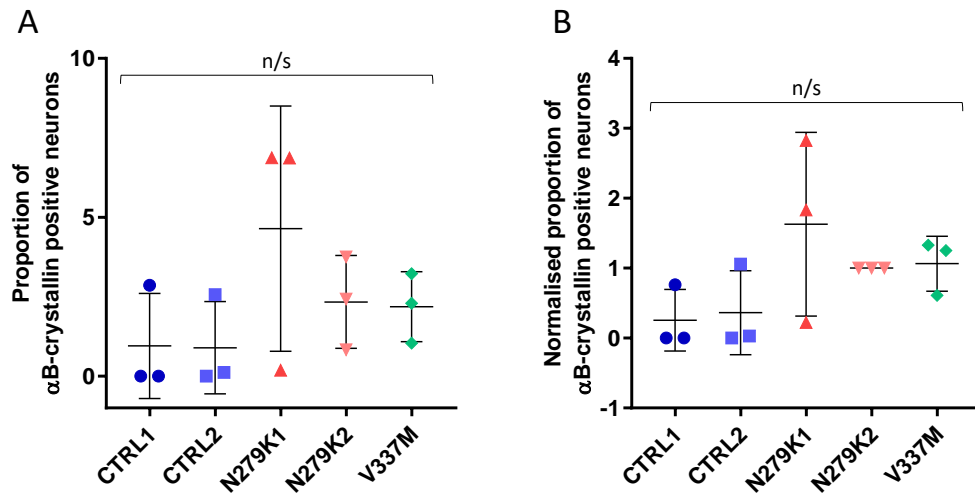 A
Proportion of
αB-crystallin positive neurons
10
5
0
n/s
CTRL1
CTRL2
N279K1
N279K2
V337M
B
Normalised proportion of
αB-crystallin positive neurons
4
3
2
1
0
-1
n/s
CTRL1
CTRL2
N279K1
N279K2
V337M